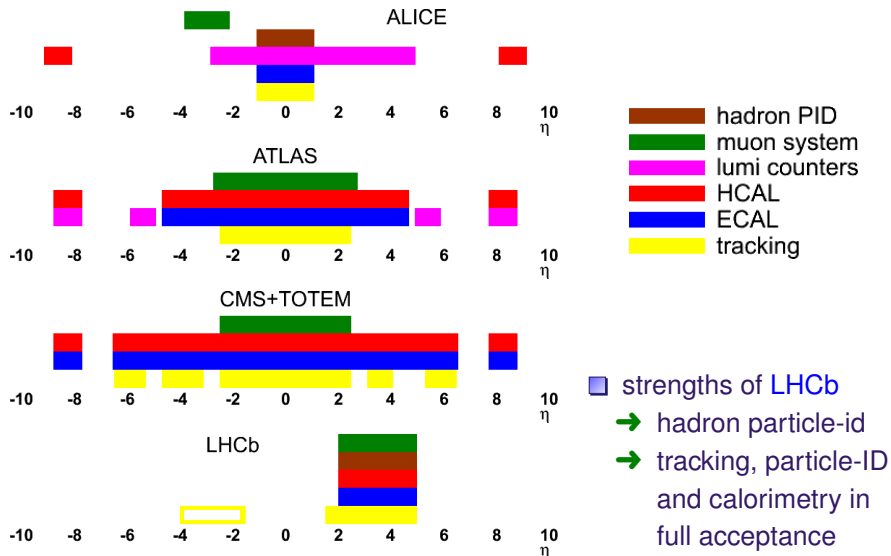 ALICE
-10 -8 -6 -4 -2 0 2 4 6 8 10
η
ATLAS
-10 -8 -6 -4 -2 0 2 4 6 8 10
η
CMS+TOTEM
-10 -8 -6 -4 -2 0 2 4 6 8 10
η
LHCb
-10 -8 -6 -4 -2 0 2 4 6 8 10
η
hadron PID
muon system
lumi counters
HCAL
ECAL
tracking
strengths of LHCb
➔ hadron particle-id
➔ tracking, particle-ID
and calorimetry in
full acceptance